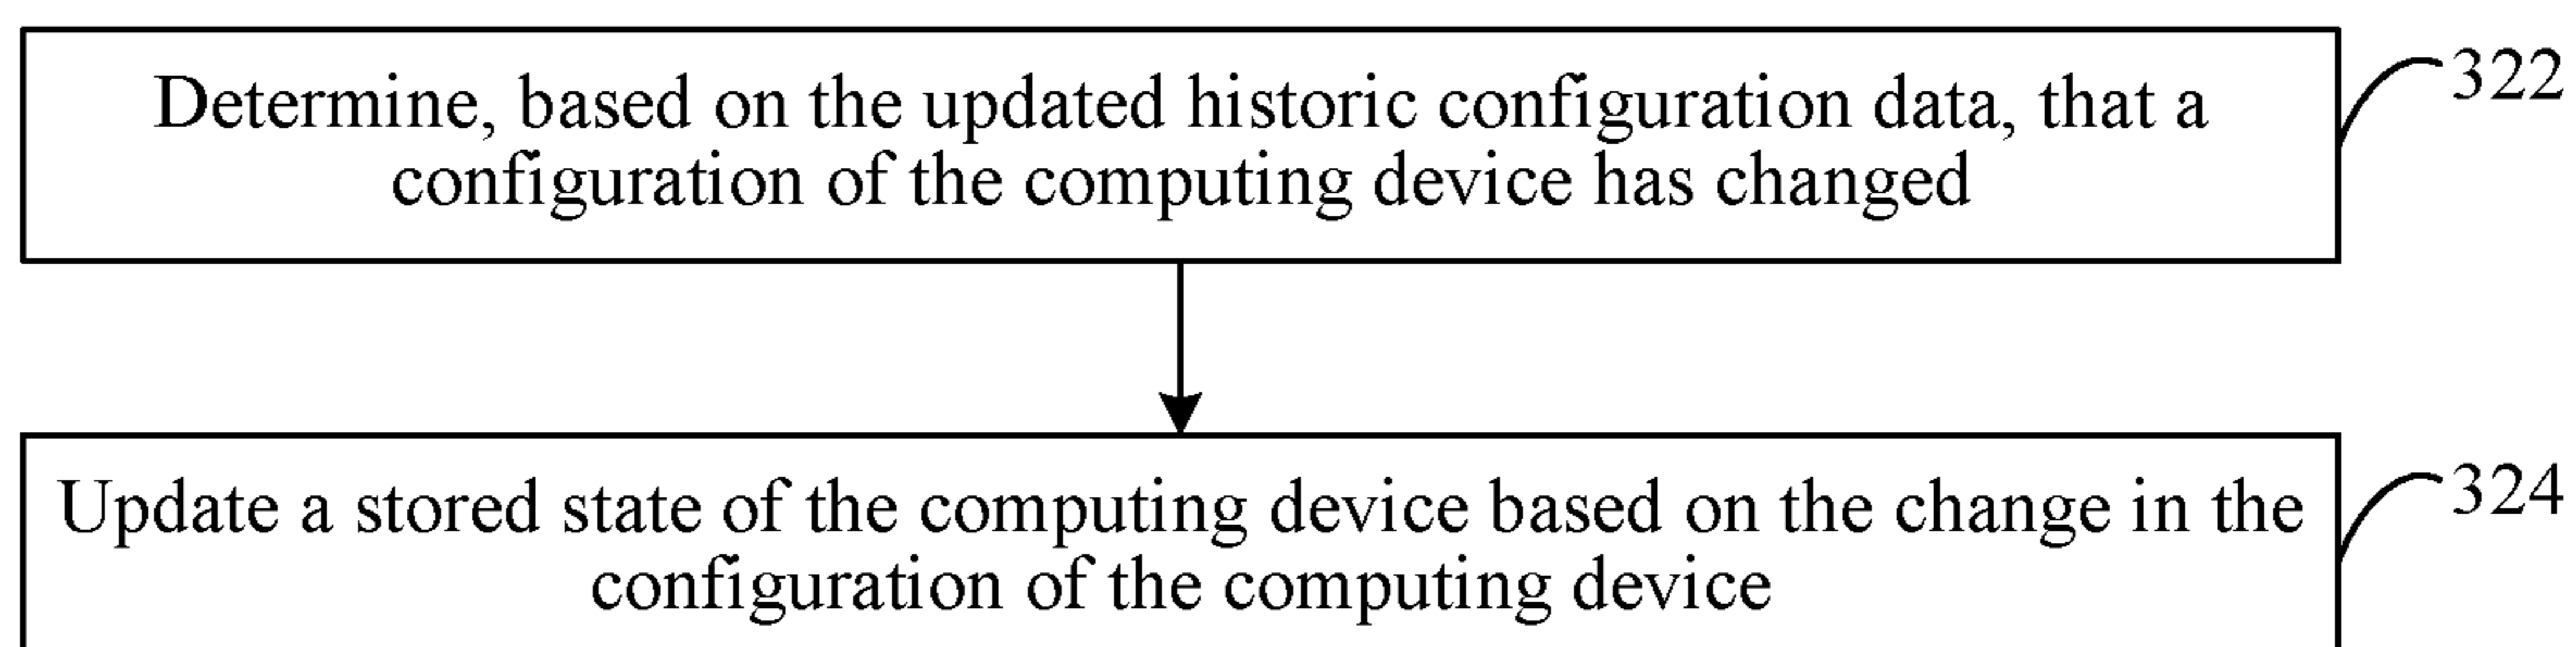 Determine, based on the updated historic configuration data, that a
configuration of the computing device has changed
322
Update a stored state of the computing device based on the change in the
configuration of the computing device
324